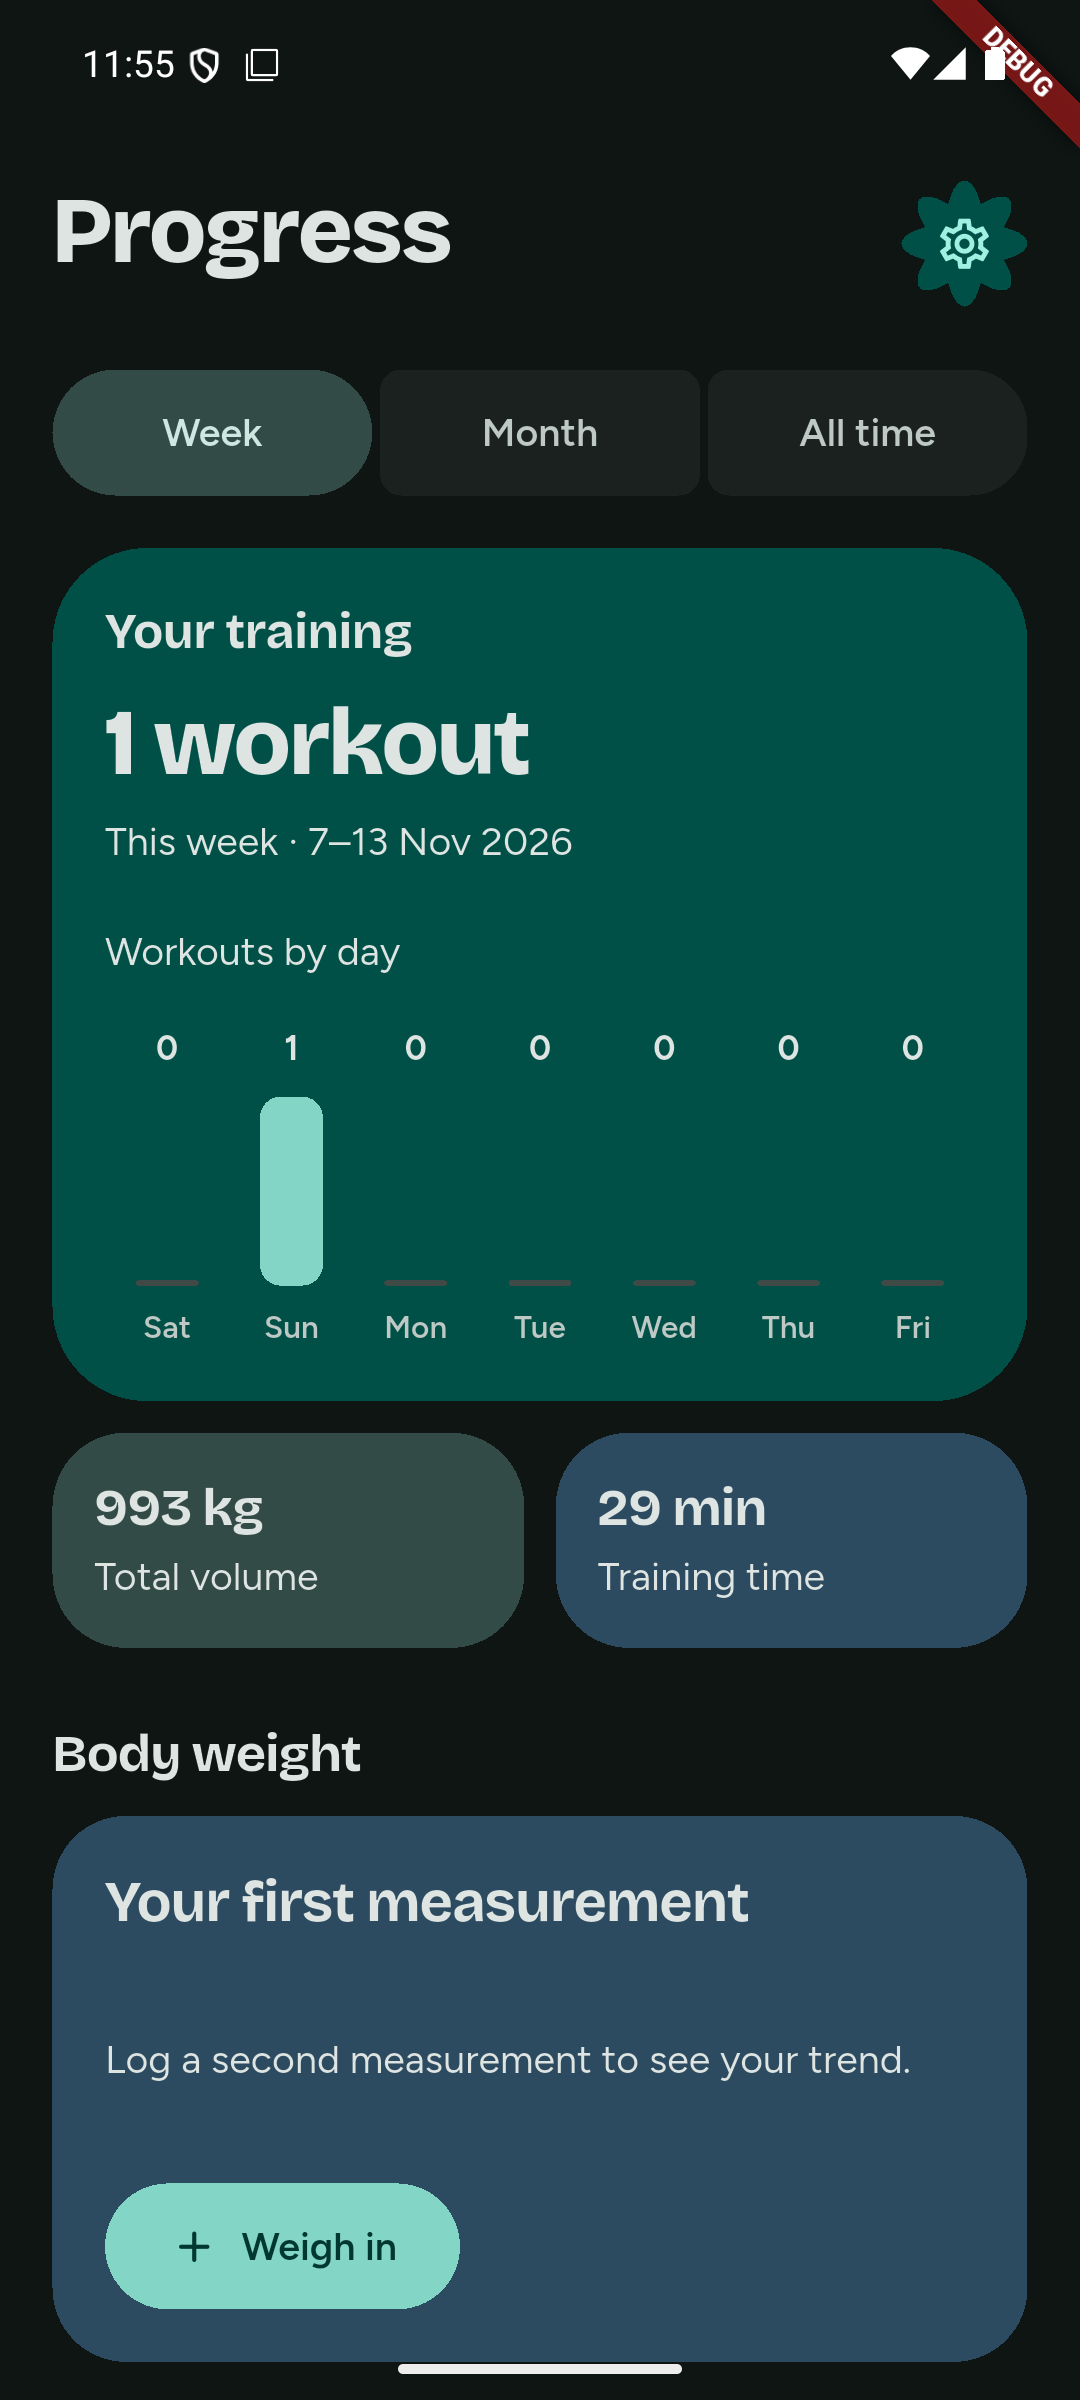 11:55
DEBUG
Progress
Week Month All time
Your training
1 workout
This week · 7–13 Nov 2026
Workouts by day
0 1 0 0 0 0 0
Sat Sun Mon Tue Wed Thu Fri
993 kg 29 min
Total volume Training time
Body weight
Your first measurement
Log a second measurement to see your trend.
+ Weigh in